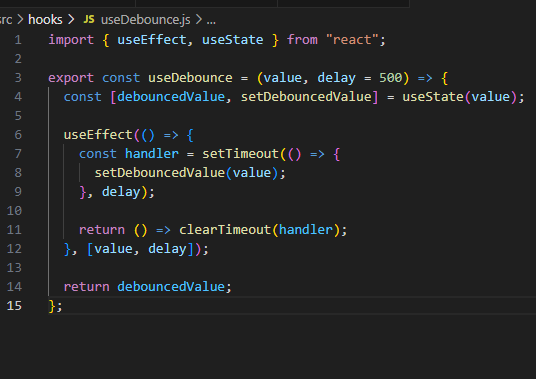 src > hooks > JS useDebounce.js > ...
1 import { useEffect, useState } from "react";
2
3 export const useDebounce = (value, delay = 500) => {
4   const [debouncedValue, setDebouncedValue] = useState(value);
5
6   useEffect(() => {
7     const handler = setTimeout(() => {
8       setDebouncedValue(value);
9     }, delay);
10
11     return () => clearTimeout(handler);
12   }, [value, delay]);
13
14   return debouncedValue;
15 };